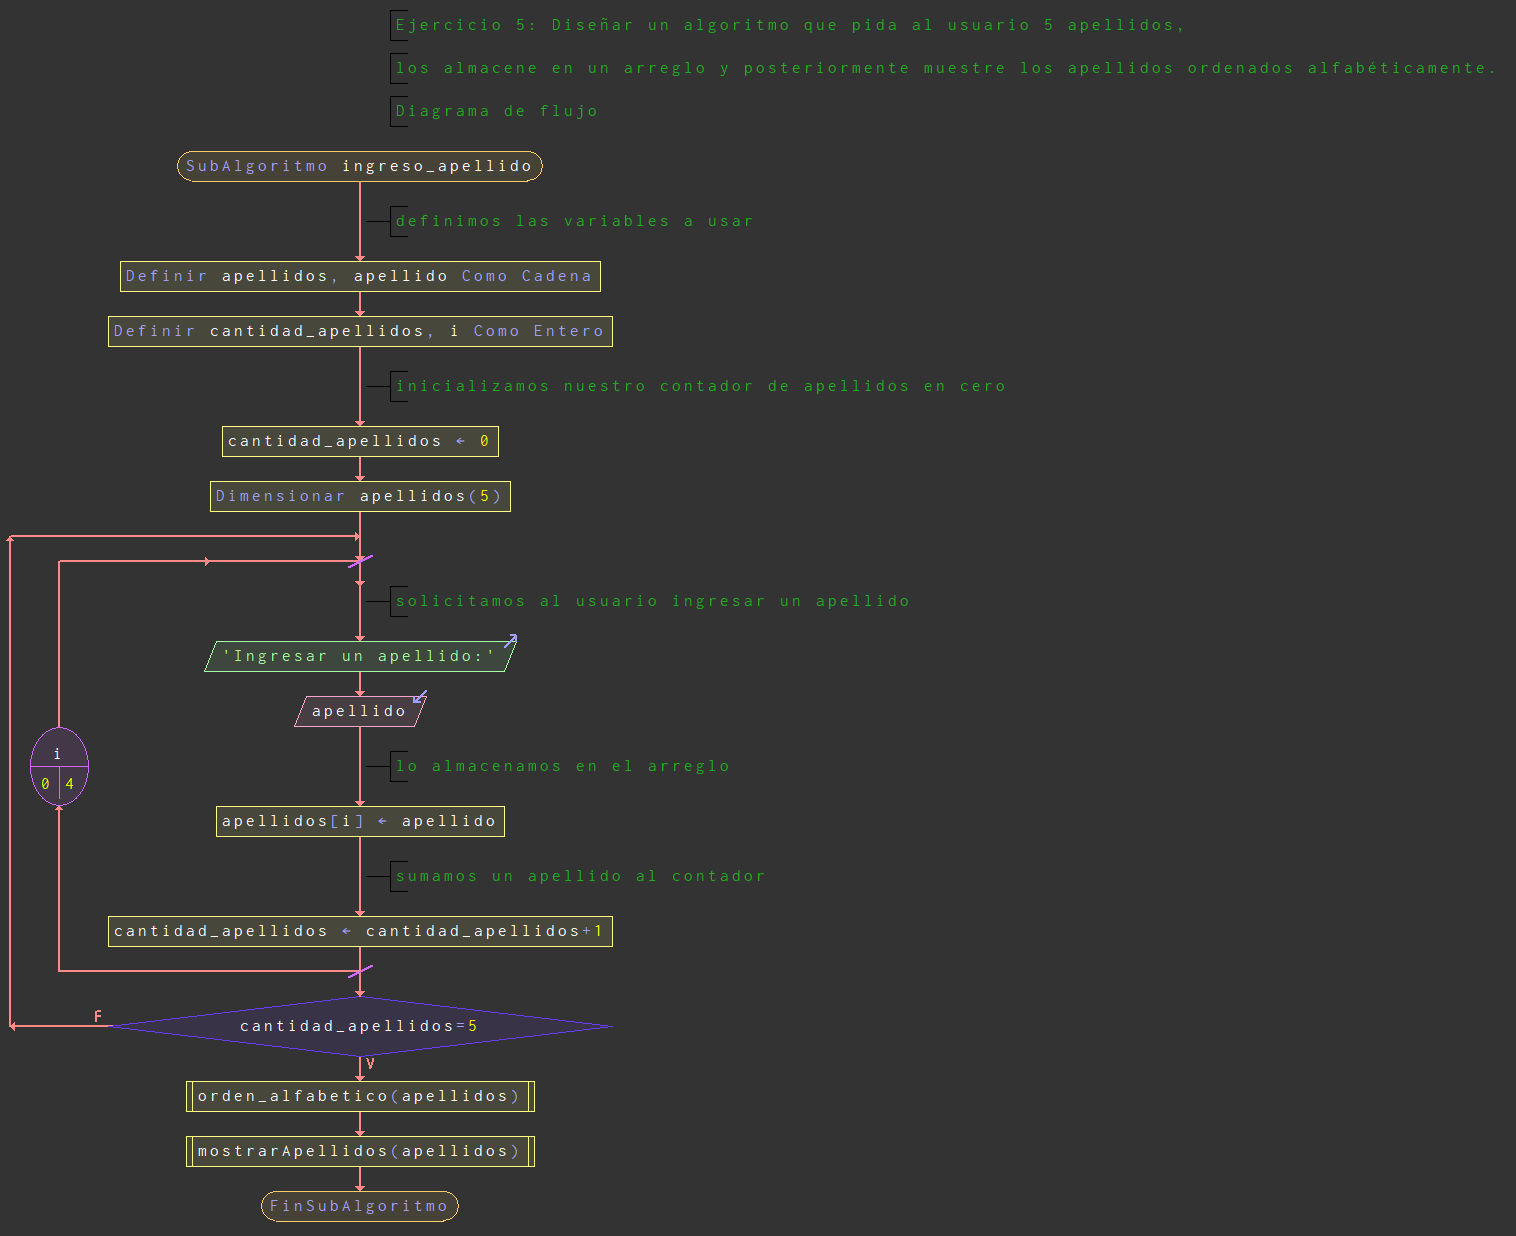 Ejercicio 5: Diseñar un algoritmo que pida al usuario 5 apellidos,
los almacene en un arreglo y posteriormente muestre los apellidos ordenados alfabéticamente.
Diagrama de flujo
SubAlgoritmo ingreso_apellido
definimos las variables a usar
Definir apellidos, apellido Como Cadena
Definir cantidad_apellidos, i Como Entero
inicializamos nuestro contador de apellidos en cero
cantidad_apellidos ← 0
Dimensionar apellidos(5)
solicitamos al usuario ingresar un apellido
'Ingresar un apellido:'
apellido
i
0 4
lo almacenamos en el arreglo
apellidos[i] ← apellido
sumamos un apellido al contador
cantidad_apellidos ← cantidad_apellidos+1
F
cantidad_apellidos=5
V
orden_alfabetico(apellidos)
mostrarApellidos(apellidos)
FinSubAlgoritmo